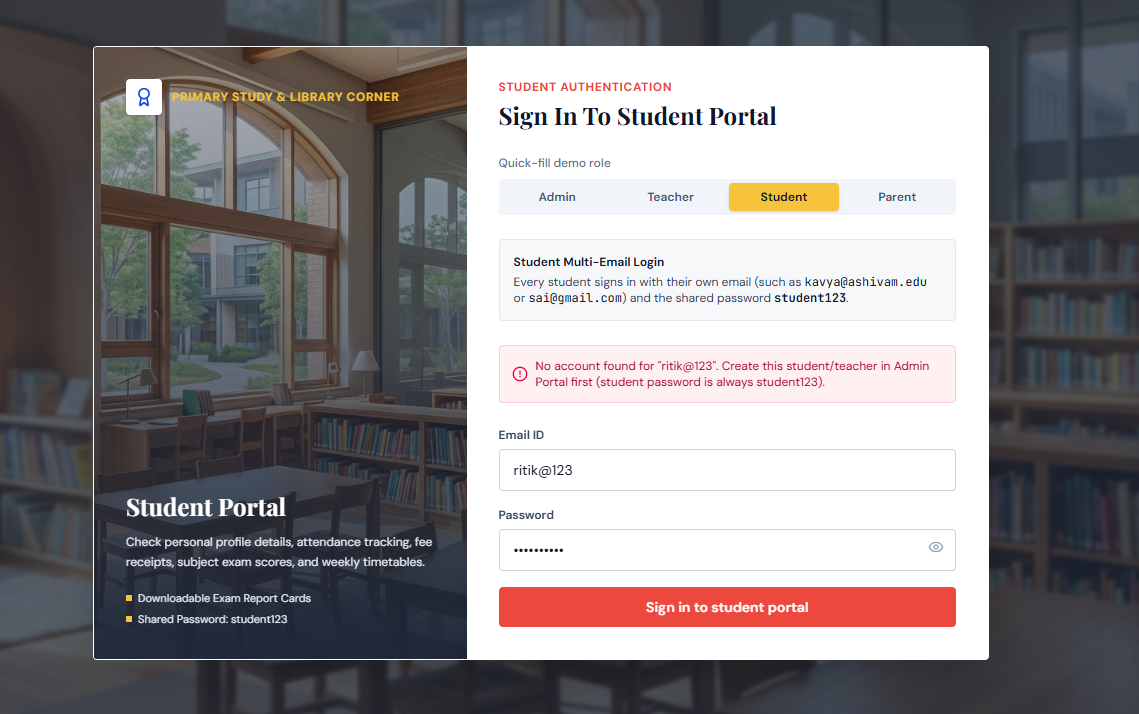 PRIMARY STUDY & LIBRARY CORNER
Student Portal
Check personal profile details, attendance tracking, fee
receipts, subject exam scores, and weekly timetables.
Downloadable Exam Report Cards
Shared Password: student123
STUDENT AUTHENTICATION
Sign In To Student Portal
Quick-fill demo role
Admin Teacher Student Parent
Student Multi-Email Login
Every student signs in with their own email (such as kavya@ashivam.edu
or sai@gmail.com) and the shared password student123.
No account found for "ritik@123". Create this student/teacher in Admin
Portal first (student password is always student123).
Email ID
ritik@123
Password
••••••••••
Sign in to student portal